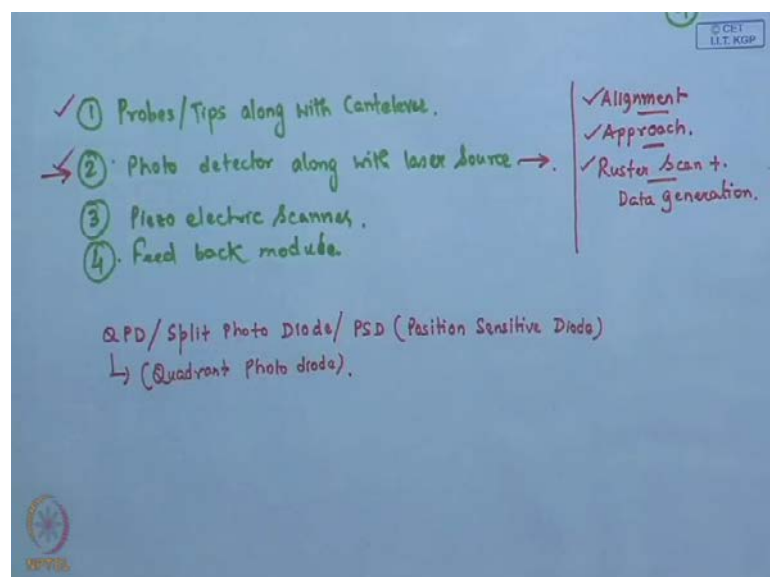 © CET
I.I.T. KGP
✓ ① Probes/Tips along with Cantelever.
→ ②. Photo detector along with laser source →.
③ Piezo electric Scanner.
④. Feed back module.
✓ Alignment
✓ Approach.
✓ Ruster Scan +.
Data generation.
QPD/Split Photo Diode/ PSD (Position Sensitive Diode)
↳ (Quadrant Photo diode).
NPTEL